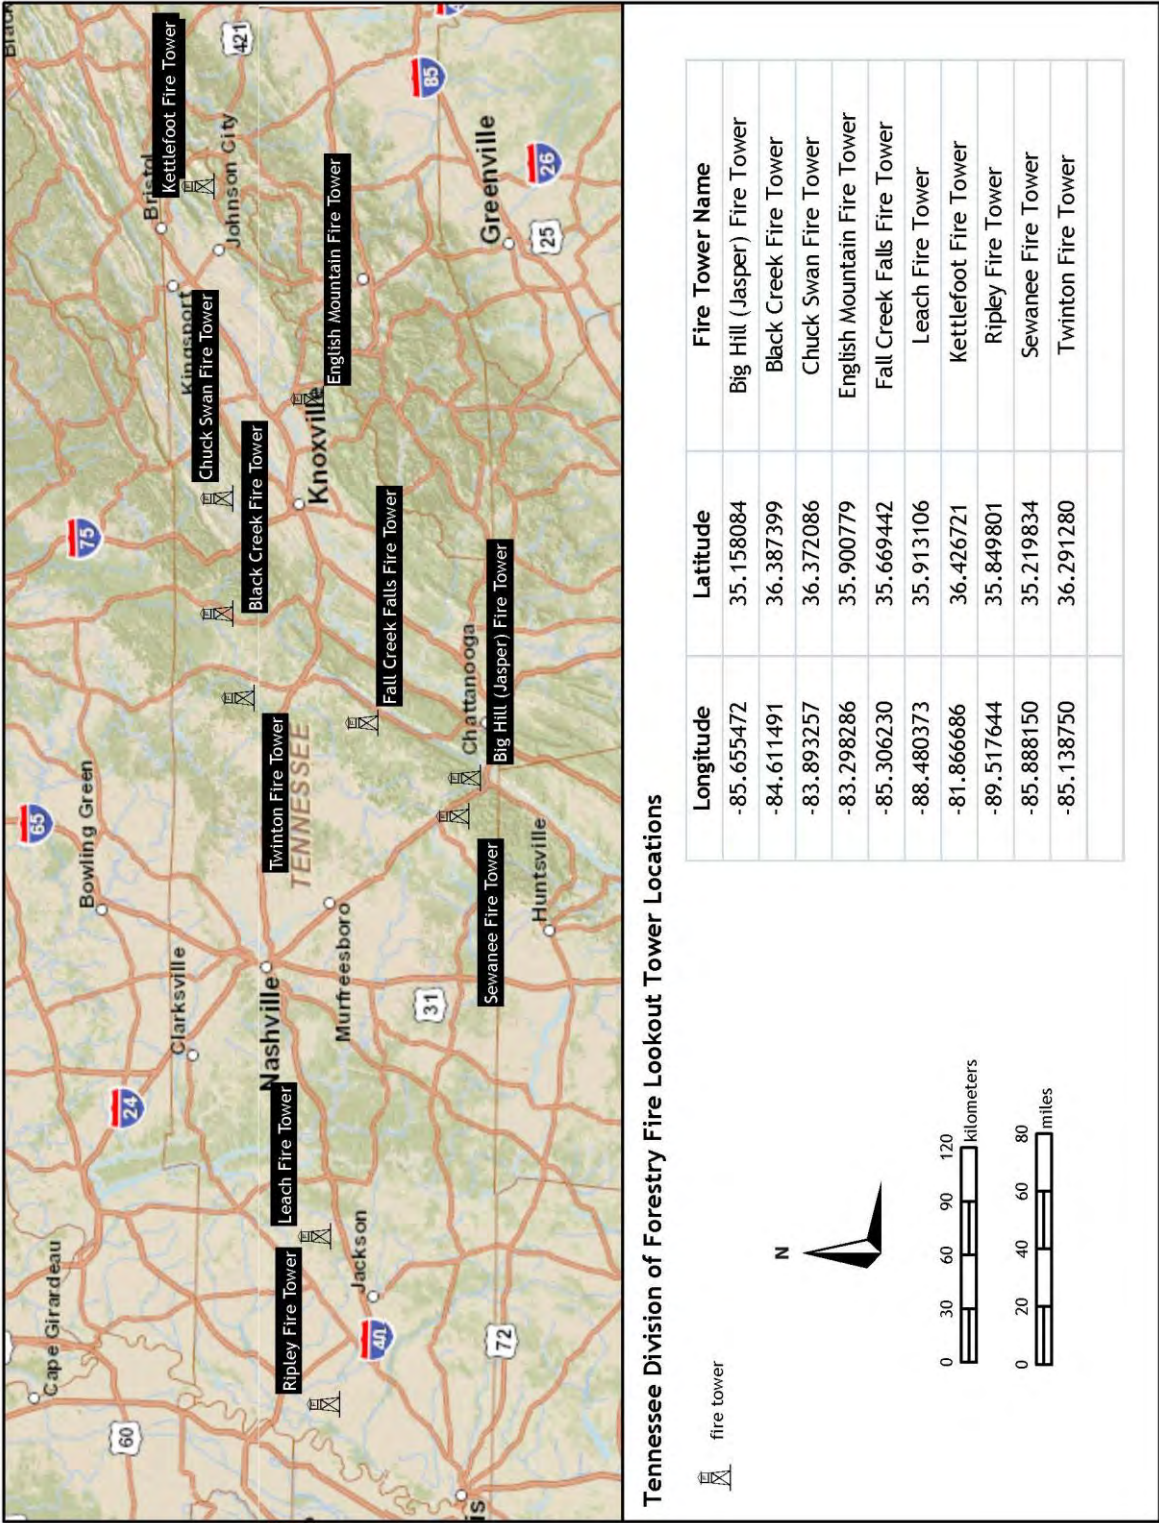 Cape Girardeau
Bowling Green
Clarksville
Nashville
Murfreesboro
Jackson
Huntsville
Chattanooga
Knoxville
Kingsport
Bristol
Johnson City
Greenville
TENNESSEE
60
24
65
75
421
40
72
31
85
26
25
Ripley Fire Tower
Leach Fire Tower
Twinton Fire Tower
Sewanee Fire Tower
Big Hill (Jasper) Fire Tower
Fall Creek Falls Fire Tower
Black Creek Fire Tower
Chuck Swan Fire Tower
English Mountain Fire Tower
Kettlefoot Fire Tower
Tennessee Division of Forestry Fire Lookout Tower Locations
fire tower
N
0 30 60 90 120
kilometers
0 20 40 60 80
miles
Longitude Latitude Fire Tower Name
-85.655472 35.158084 Big Hill (Jasper) Fire Tower
-84.611491 36.387399 Black Creek Fire Tower
-83.893257 36.372086 Chuck Swan Fire Tower
-83.298286 35.900779 English Mountain Fire Tower
-85.306230 35.669442 Fall Creek Falls Fire Tower
-88.480373 35.913106 Leach Fire Tower
-81.866686 36.426721 Kettlefoot Fire Tower
-89.517644 35.849801 Ripley Fire Tower
-85.888150 35.219834 Sewanee Fire Tower
-85.138750 36.291280 Twinton Fire Tower